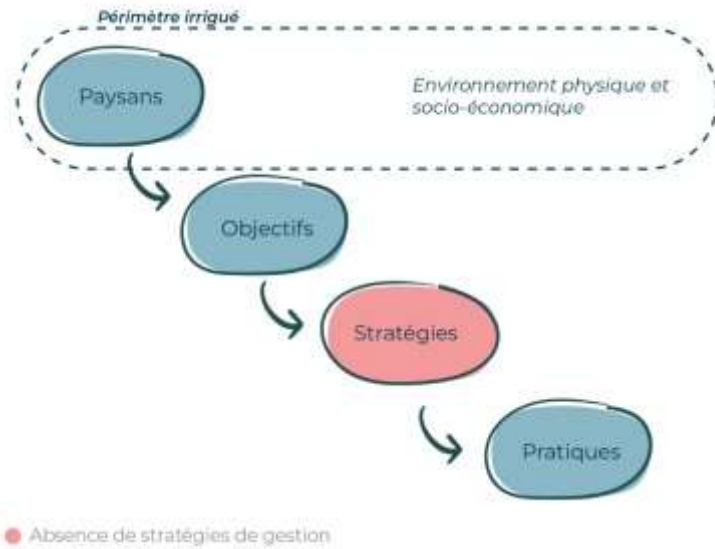 Périmètre irrigué
Paysans
Environnement physique et
socio-économique
Objectifs
Stratégies
Pratiques
Absence de stratégies de gestion